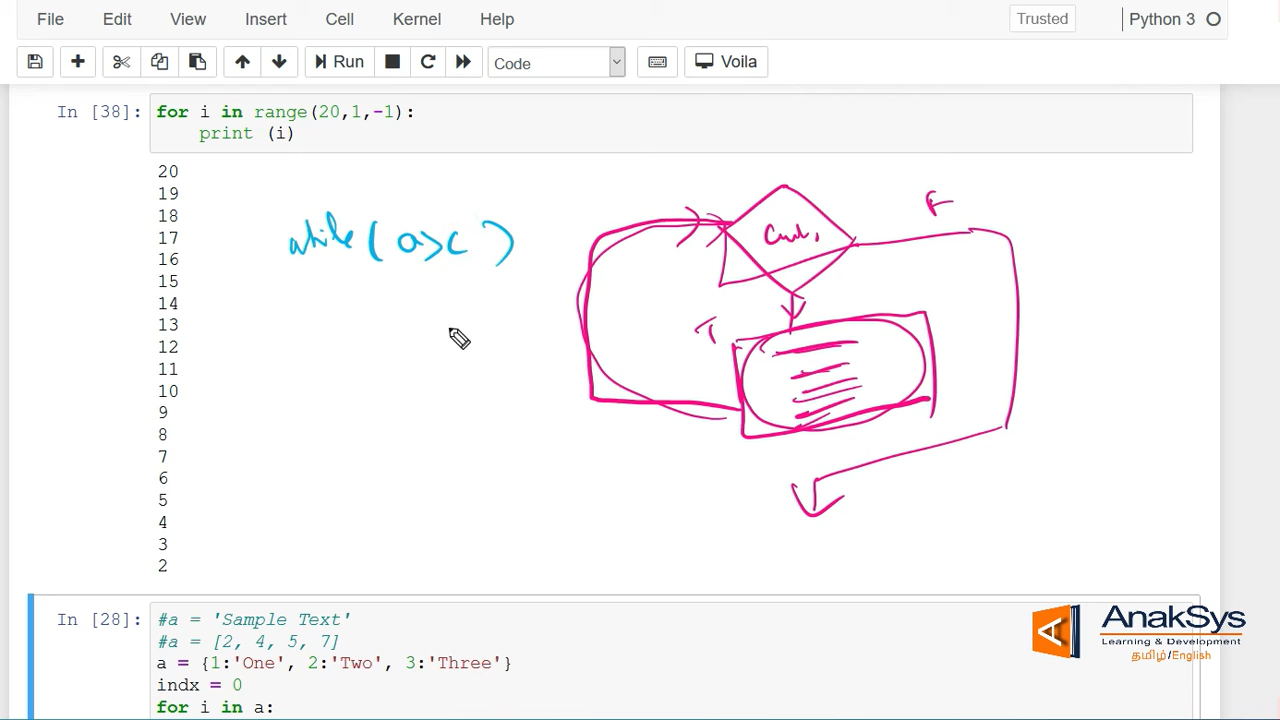 File Edit View Insert Cell Kernel Help Trusted Python 3
Run Code Voila
In [38]: for i in range(20,1,-1):
print (i)
20
19
18
17
16
15
14
13
12
11
10
9
8
7
6
5
4
3
2
while (a>c)
F
T
In [28]: #a = 'Sample Text'
#a = [2, 4, 5, 7]
a = {1:'One', 2:'Two', 3:'Three'}
indx = 0
for i in a:
AnakSys
Learning & Development
தமிழ்/English